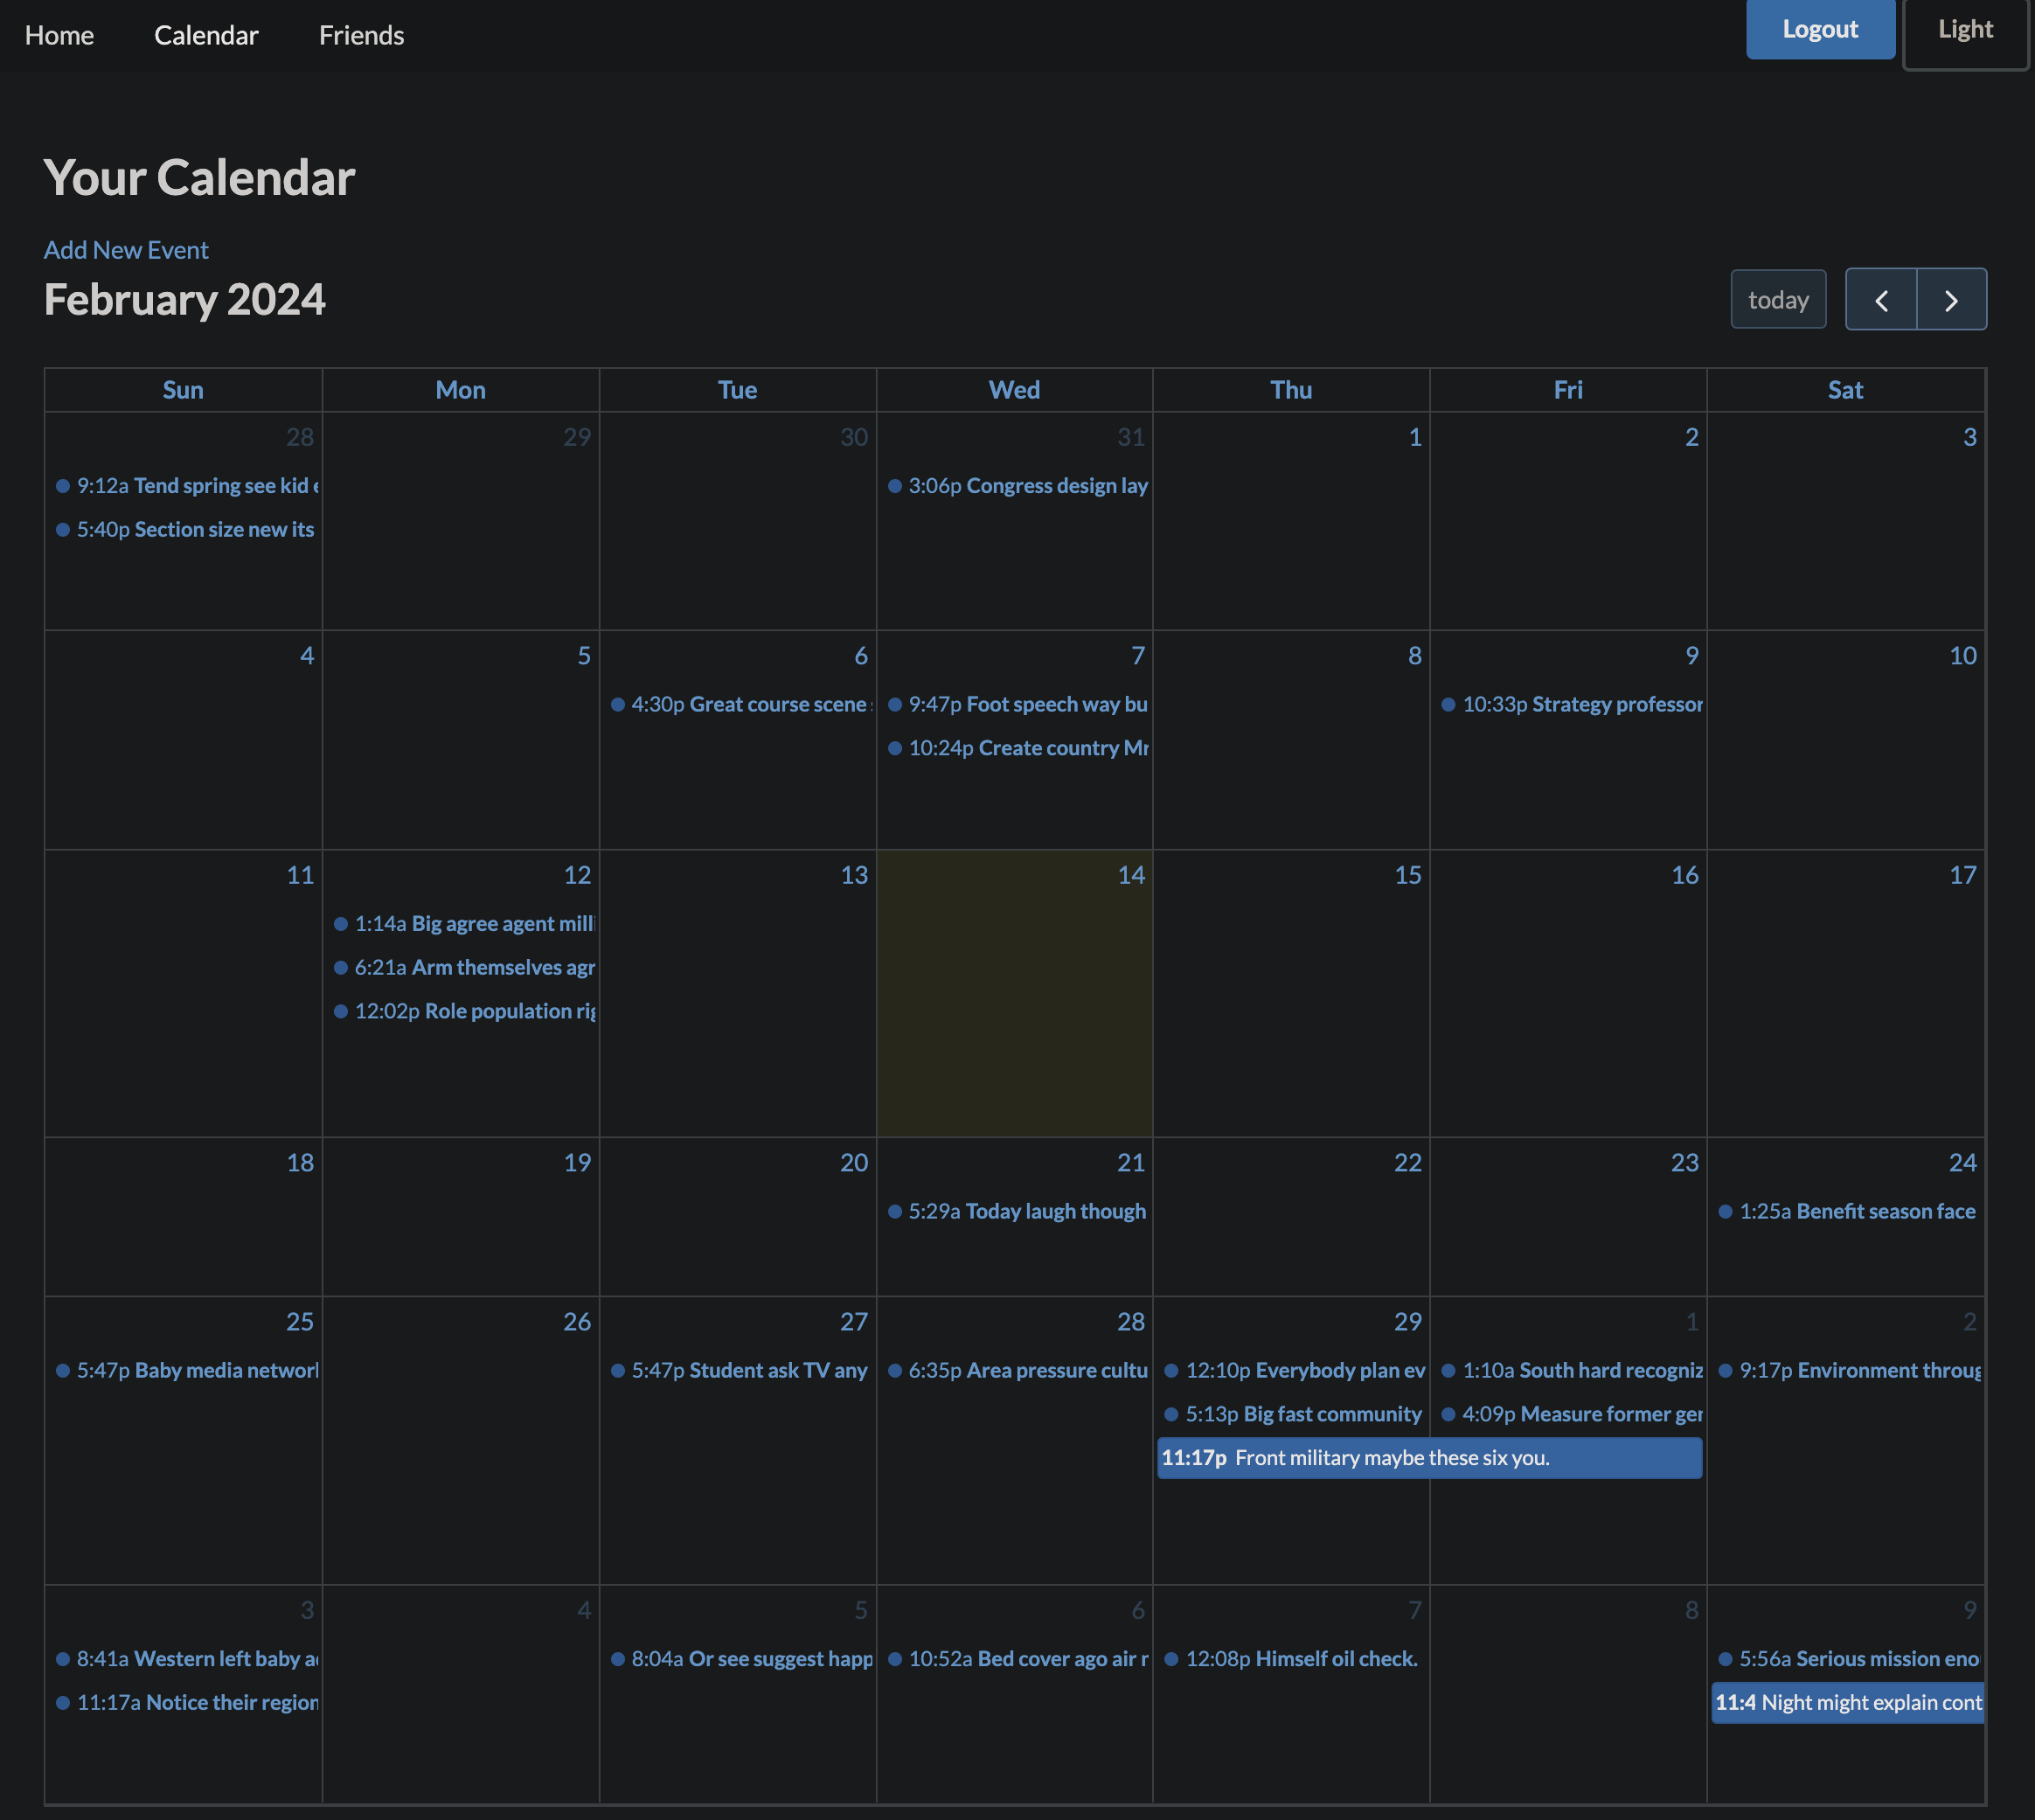 Home Calendar Friends Logout Light
Your Calendar
Add New Event
February 2024 today
Sun Mon Tue Wed Thu Fri Sat
28 29 30 31 1 2 3
9:12a Tend spring see kid 3:06p Congress design lay
5:40p Section size new its
4 5 6 7 8 9 10
4:30p Great course scene 9:47p Foot speech way bu 10:33p Strategy professor
10:24p Create country Mr
11 12 13 14 15 16 17
1:14a Big agree agent milli
6:21a Arm themselves agr
12:02p Role population rig
18 19 20 21 22 23 24
5:29a Today laugh though 1:25a Benefit season face
25 26 27 28 29 1 2
5:47p Baby media network 5:47p Student ask TV any 6:35p Area pressure cultu 12:10p Everybody plan ev 1:10a South hard recogniz 9:17p Environment throug
5:13p Big fast community 4:09p Measure former ger
11:17p Front military maybe these six you.
3 4 5 6 7 8 9
8:41a Western left baby 8:04a Or see suggest happ 10:52a Bed cover ago air 12:08p Himself oil check. 5:56a Serious mission eno
11:17a Notice their region 11:4 Night might explain cont